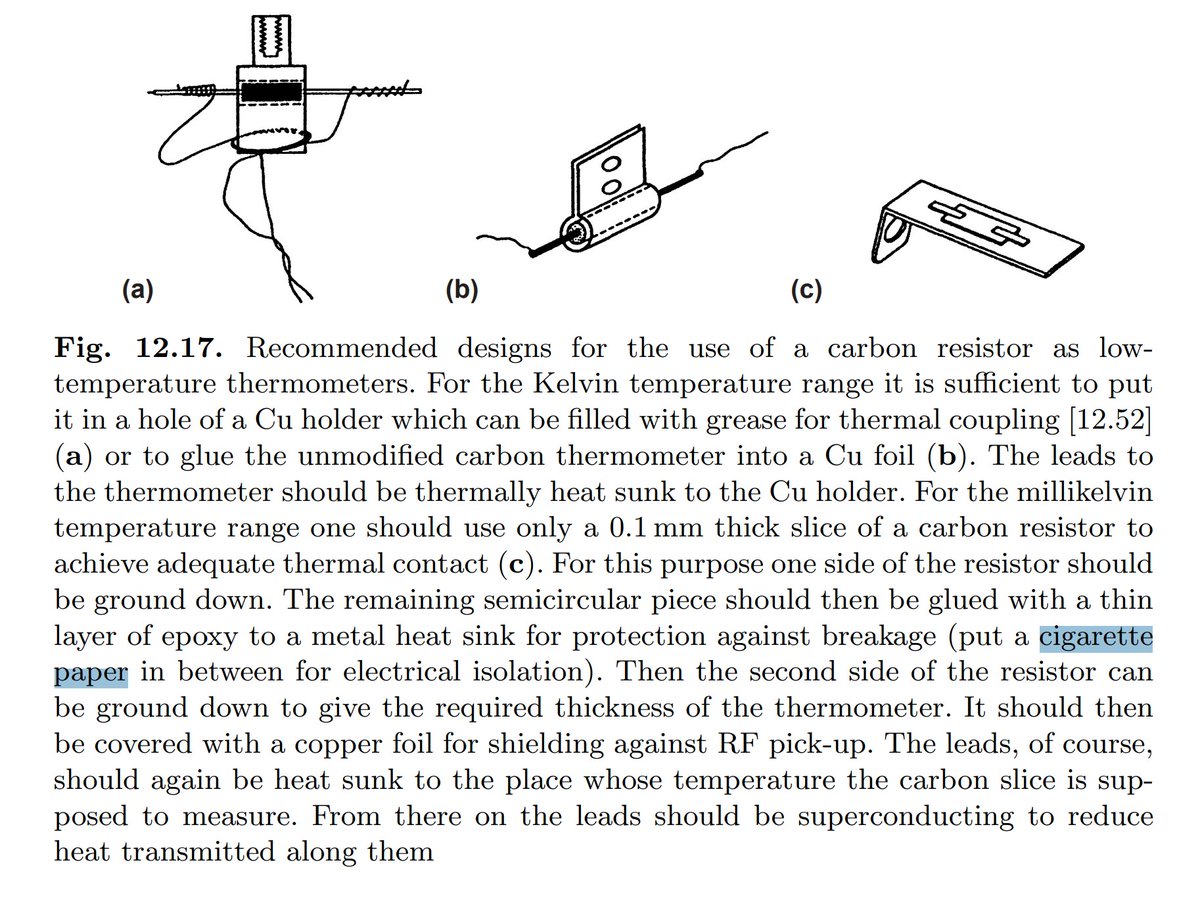 (a)
(b)
(c)
Fig. 12.17. Recommended designs for the use of a carbon resistor as low-
temperature thermometers. For the Kelvin temperature range it is sufficient to put
it in a hole of a Cu holder which can be filled with grease for thermal coupling [12.52]
(a) or to glue the unmodified carbon thermometer into a Cu foil (b). The leads to
the thermometer should be thermally heat sunk to the Cu holder. For the millikelvin
temperature range one should use only a 0.1 mm thick slice of a carbon resistor to
achieve adequate thermal contact (c). For this purpose one side of the resistor should
be ground down. The remaining semicircular piece should then be glued with a thin
layer of epoxy to a metal heat sink for protection against breakage (put a cigarette
paper in between for electrical isolation). Then the second side of the resistor can
be ground down to give the required thickness of the thermometer. It should then
be covered with a copper foil for shielding against RF pick-up. The leads, of course,
should again be heat sunk to the place whose temperature the carbon slice is sup-
posed to measure. From there on the leads should be superconducting to reduce
heat transmitted along them